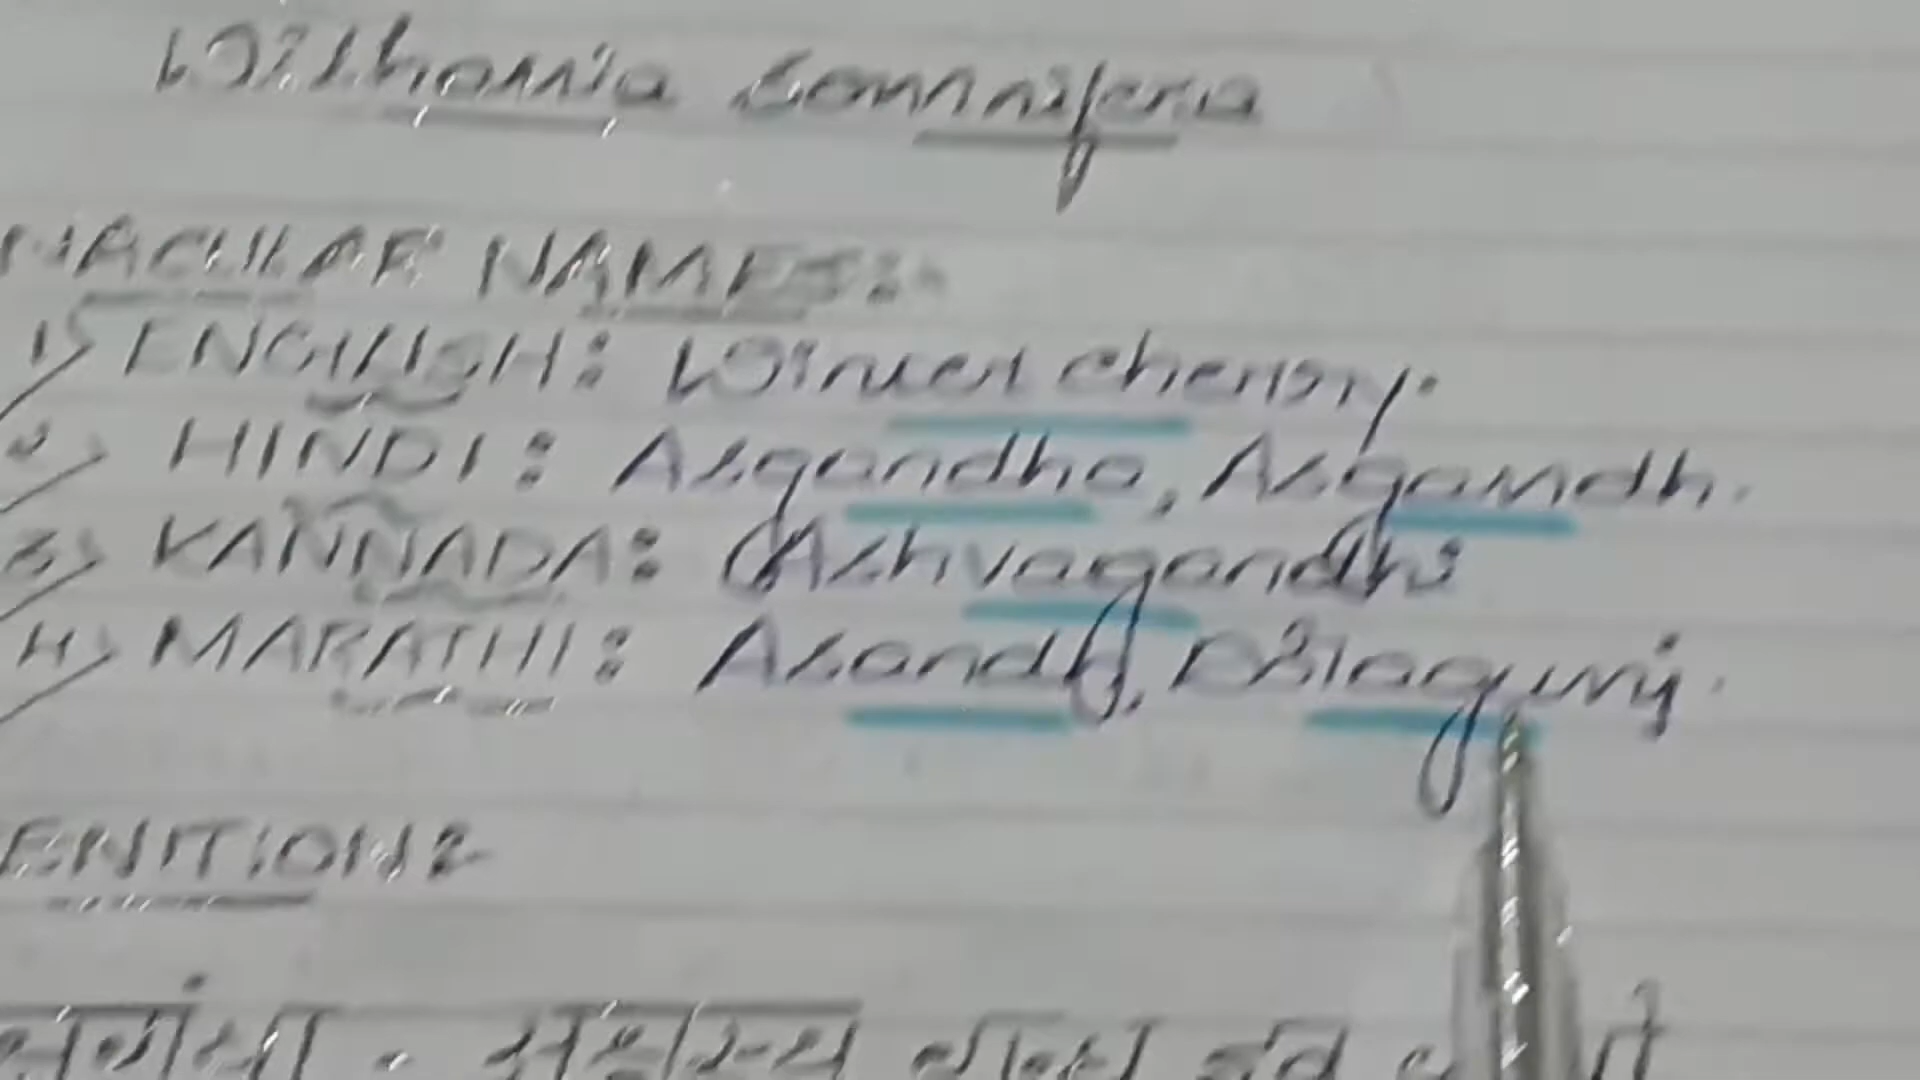 Withania Somnifera
NACULAR NAMES:-
1) ENGLISH: Winter cherry.
2) HINDI: Asgandha, Asgandh.
3) KANNADA: Ashvagandhi
4) MARATHI: Asandh, Dilagunj.
ENITION:-